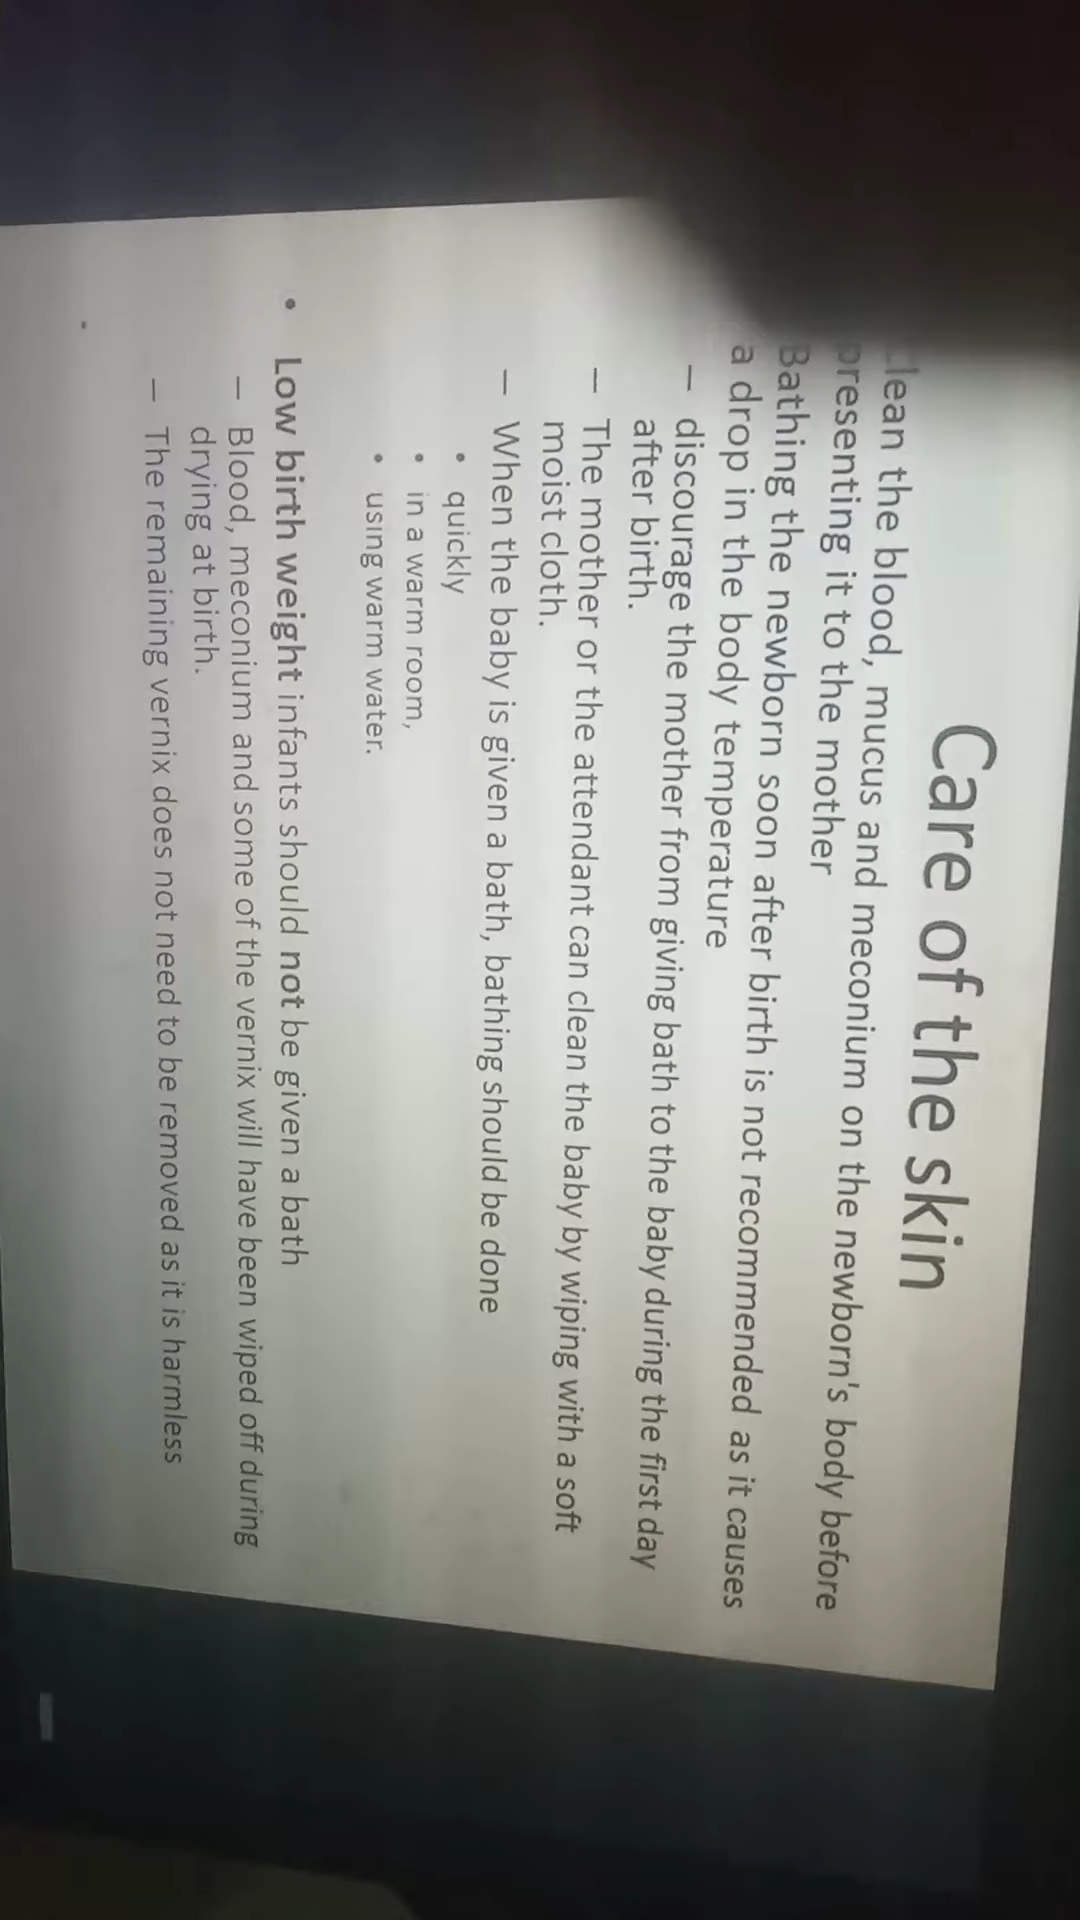 Care of the skin
Clean the blood, mucus and meconium on the newborn's body before
presenting it to the mother
Bathing the newborn soon after birth is not recommended as it causes
a drop in the body temperature
– discourage the mother from giving bath to the baby during the first day
after birth.
– The mother or the attendant can clean the baby by wiping with a soft
moist cloth.
– When the baby is given a bath, bathing should be done
• quickly
• in a warm room,
• using warm water.
• Low birth weight infants should not be given a bath
– Blood, meconium and some of the vernix will have been wiped off during
drying at birth.
– The remaining vernix does not need to be removed as it is harmless